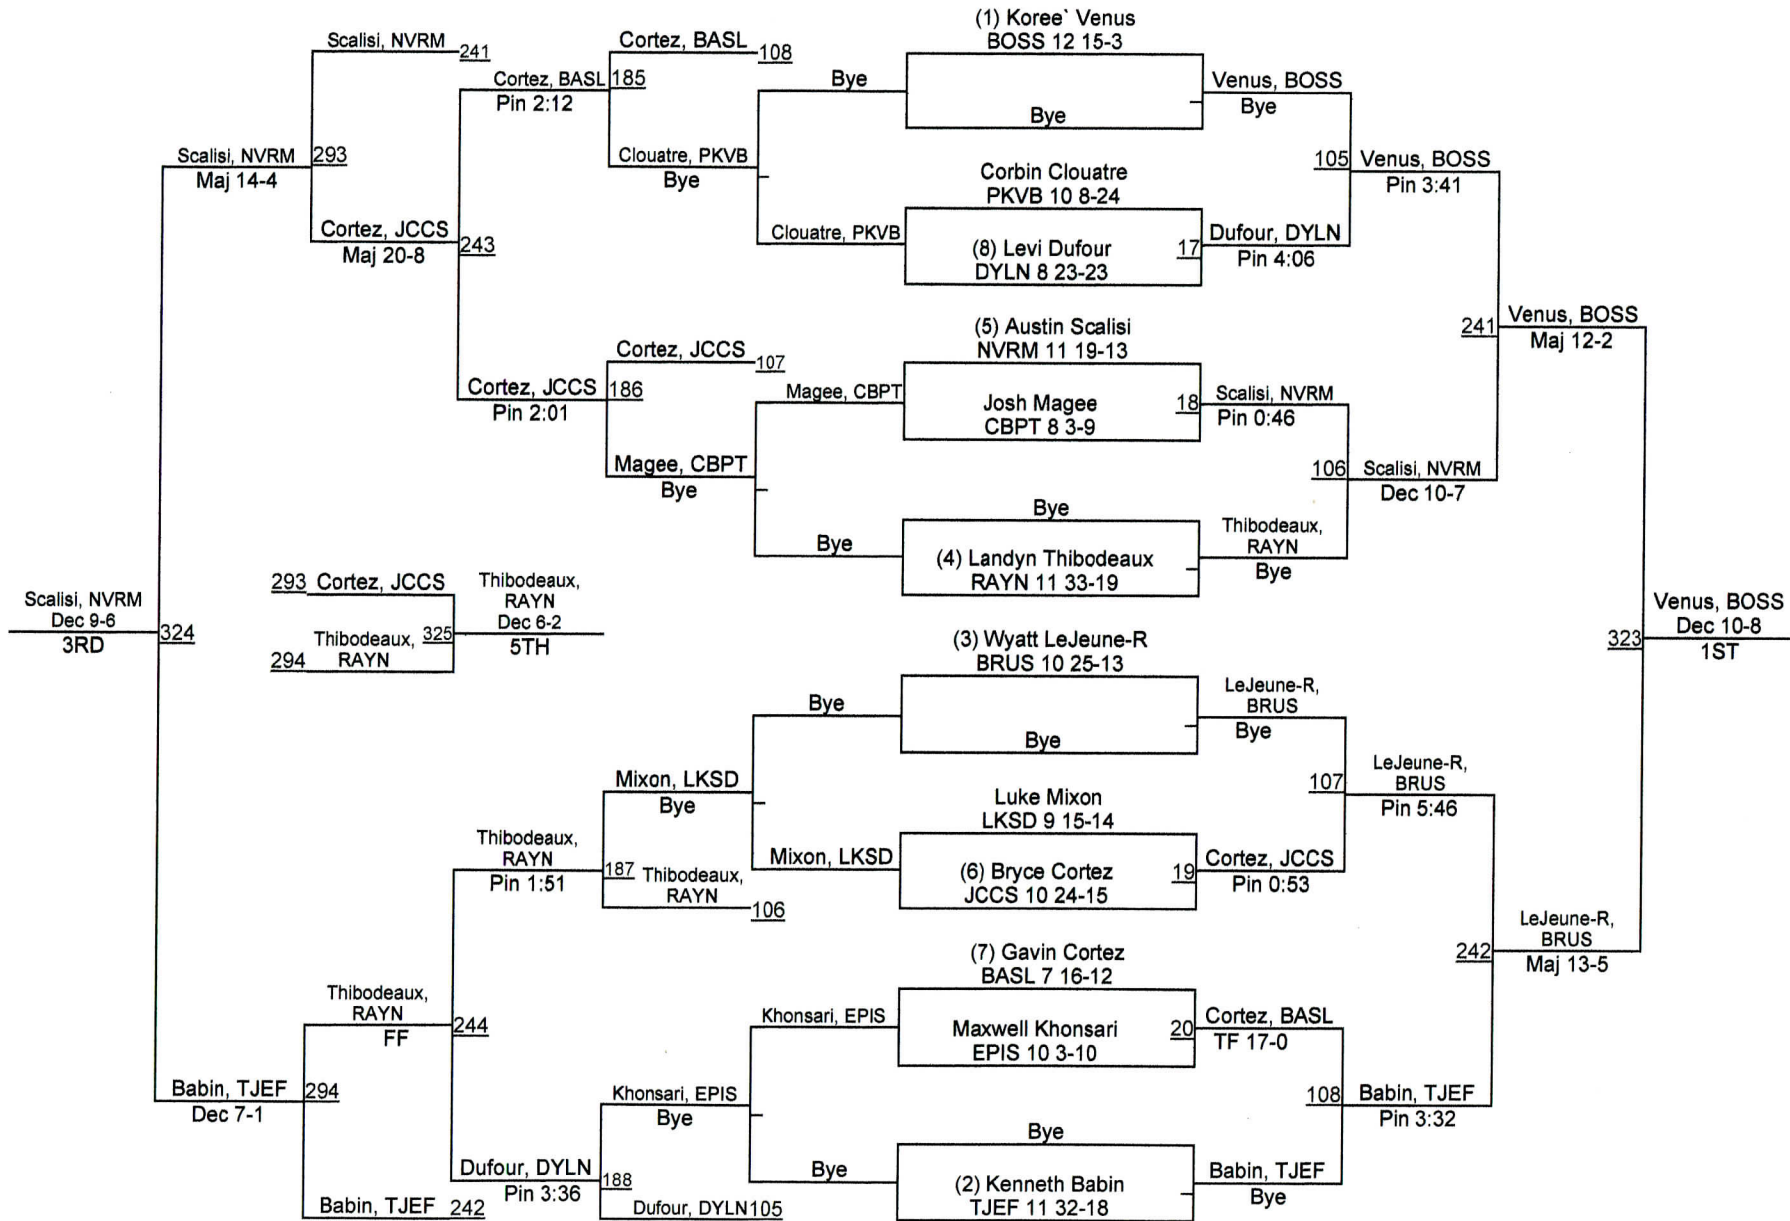 (1) Koree` Venus
BOSS 12 15-3
Bye
Corbin Clouatre
PKVB 10 8-24
(8) Levi Dufour
DYLN 8 23-23
17
(5) Austin Scalisi
NVRM 11 19-13
Josh Magee
CBPT 8 3-9
18
Bye
(4) Landyn Thibodeaux
RAYN 11 33-19
(3) Wyatt LeJeune-R
BRUS 10 25-13
Bye
Luke Mixon
LKSD 9 15-14
(6) Bryce Cortez
JCCS 10 24-15
19
(7) Gavin Cortez
BASL 7 16-12
Maxwell Khonsari
EPIS 10 3-10
20
Bye
(2) Kenneth Babin
TJEF 11 32-18
Venus, BOSS
Bye
Dufour, DYLN
Pin 4:06
105
Scalisi, NVRM
Pin 0:46
Thibodeaux,
RAYN
Bye
106
LeJeune-R,
BRUS
Bye
Cortez, JCCS
Pin 0:53
107
Cortez, BASL
TF 17-0
Babin, TJEF
Bye
108
Venus, BOSS
Pin 3:41
Scalisi, NVRM
Dec 10-7
241
LeJeune-R,
BRUS
Pin 5:46
Babin, TJEF
Pin 3:32
242
Venus, BOSS
Maj 12-2
LeJeune-R,
BRUS
Maj 13-5
323
Venus, BOSS
Dec 10-8
1ST
Bye
Clouatre, PKVB
Magee, CBPT
Bye
Bye
Mixon, LKSD
Khonsari, EPIS
Bye
Cortez, BASL
108
Clouatre, PKVB
Bye
185
Cortez, JCCS
107
Magee, CBPT
Bye
186
Mixon, LKSD
Bye
187
Thibodeaux,
RAYN
106
Khonsari, EPIS
Bye
188
Dufour, DYLN 105
Cortez, BASL
Pin 2:12
Cortez, JCCS
Pin 2:01
243
Thibodeaux,
RAYN
Pin 1:51
Dufour, DYLN
Pin 3:36
244
Scalisi, NVRM
241
Cortez, JCCS
Maj 20-8
293
Thibodeaux,
RAYN
FF
294
Babin, TJEF 242
Scalisi, NVRM
Maj 14-4
Babin, TJEF
Dec 7-1
324
Scalisi, NVRM
Dec 9-6
3RD
293 Cortez, JCCS
294 Thibodeaux,
RAYN
325
Thibodeaux,
RAYN
Dec 6-2
5TH